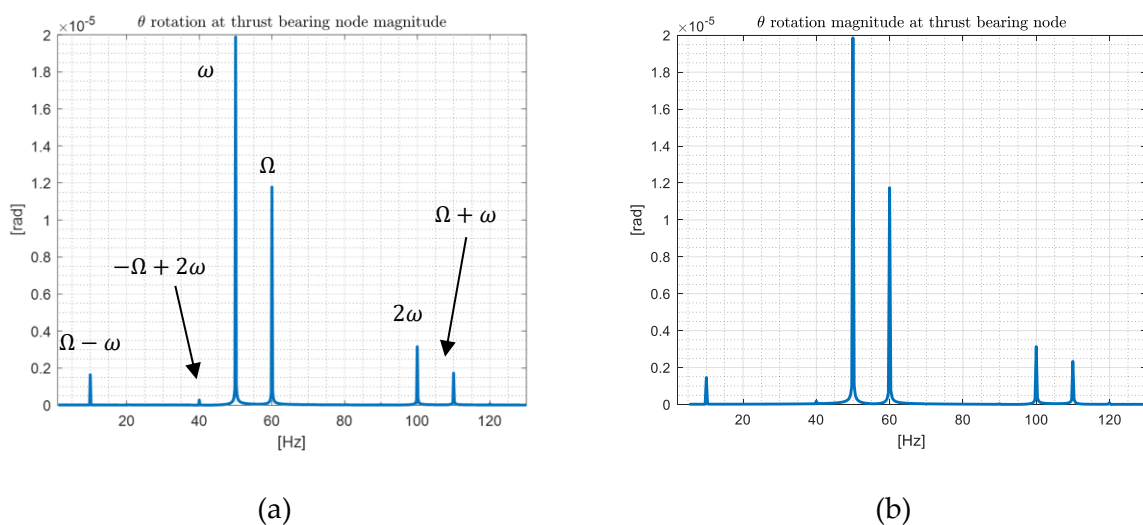 θ rotation at thrust bearing node magnitude
×10⁻⁵
2
1.8
1.6
1.4
1.2
1
0.8
0.6
0.4
0.2
0
[rad]
ω
Ω
Ω + ω
−Ω + 2ω
2ω
Ω − ω
20 40 60 80 100 120
[Hz]
(a)
θ rotation magnitude at thrust bearing node
×10⁻⁵
2
1.8
1.6
1.4
1.2
1
0.8
0.6
0.4
0.2
0
[rad]
20 40 60 80 100 120
[Hz]
(b)